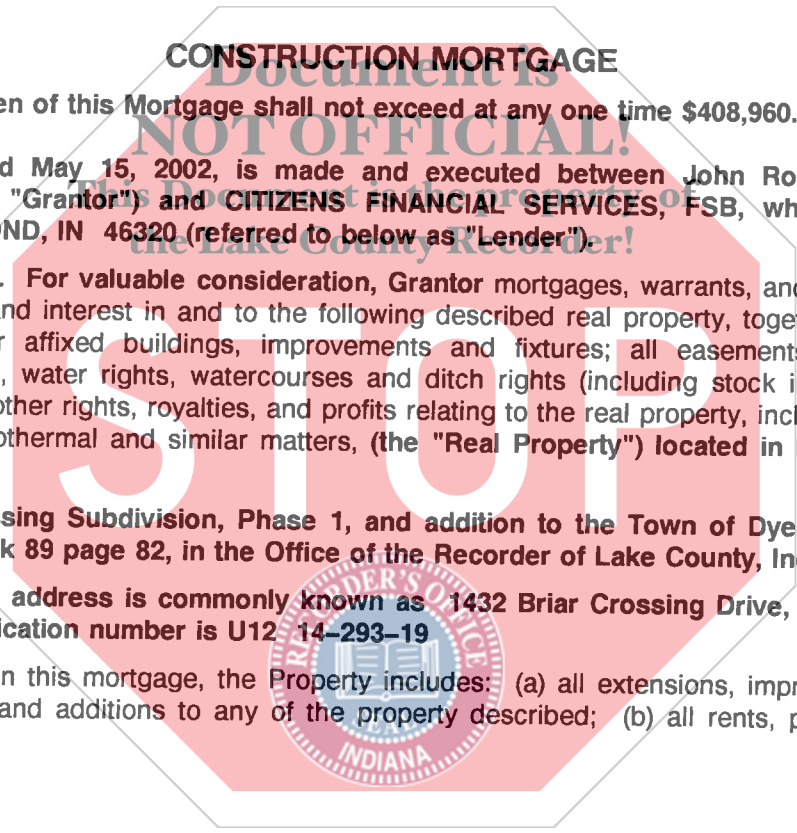 CONSTRUCTION MORTGAGE
Document is
en of this Mortgage shall not exceed at any one time $408,960.
NOT OFFICIAL!
d May 15, 2002, is made and executed between John Ro
This Document is the property of
"Grantor") and CITIZENS FINANCIAL SERVICES, FSB, wh
OND, IN 46320 (referred to below as "Lender").
the Lake County Recorder!
. For valuable consideration, Grantor mortgages, warrants, and
nd interest in and to the following described real property, toge
r affixed buildings, improvements and fixtures; all easements
, water rights, watercourses and ditch rights (including stock i
other rights, royalties, and profits relating to the real property, incl
othermal and similar matters, (the "Real Property") located in
STOP
sing Subdivision, Phase 1, and addition to the Town of Dye
k 89 page 82, in the Office of the Recorder of Lake County, In
address is commonly known as 1432 Briar Crossing Drive,
ication number is U12 14-293-19
RECORDER'S OFFICE
n this mortgage, the Property includes: (a) all extensions, impr
and additions to any of the property described; (b) all rents, p
SEAL
INDIANA